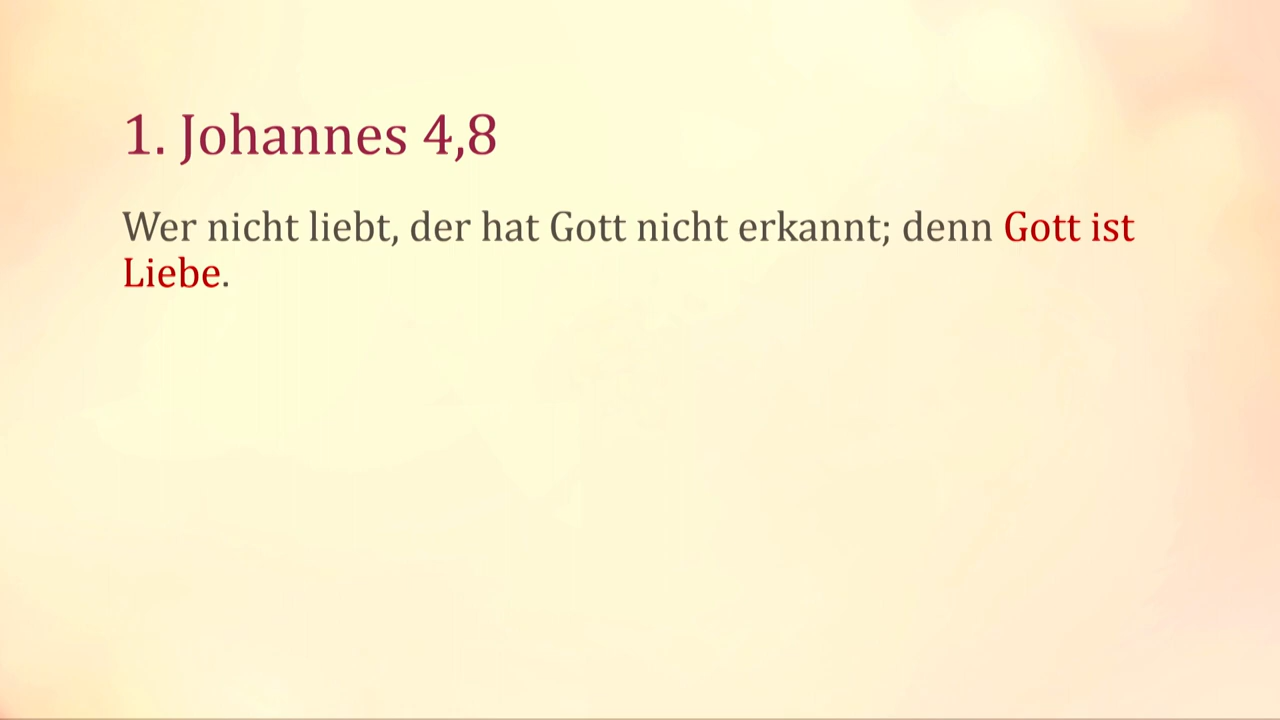 1. Johannes 4,8
Wer nicht liebt, der hat Gott nicht erkannt; denn Gott ist
Liebe.